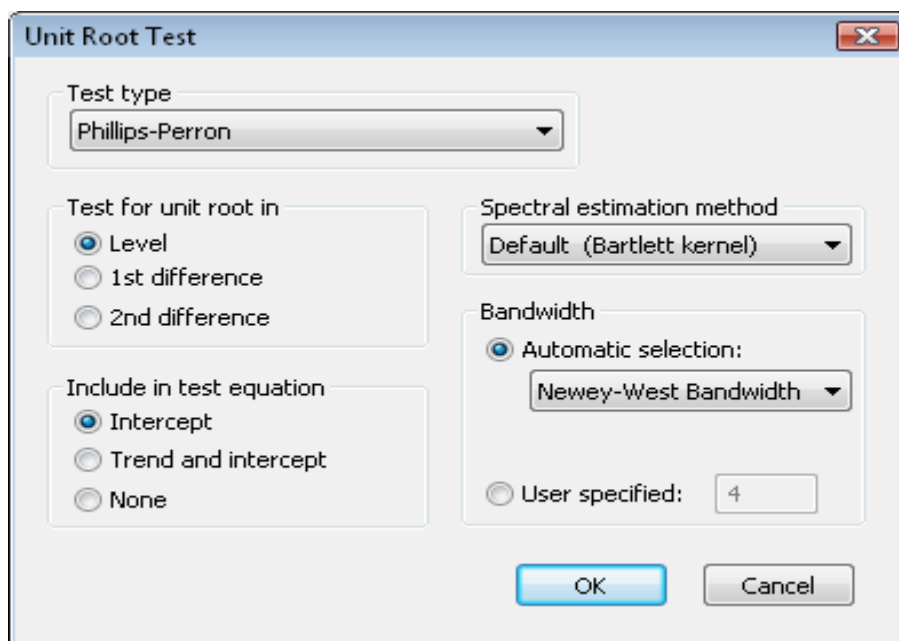 Unit Root Test
Test type
Phillips-Perron
Test for unit root in
Level
1st difference
2nd difference
Include in test equation
Intercept
Trend and intercept
None
Spectral estimation method
Default (Bartlett kernel)
Bandwidth
Automatic selection:
Newey-West Bandwidth
User specified:
4
OK
Cancel